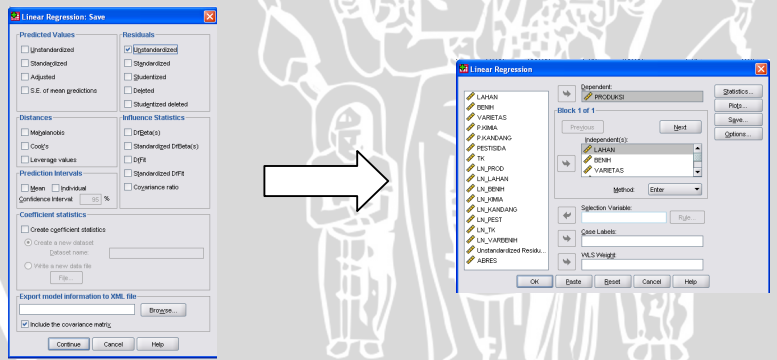 Linear Regression: Save
Predicted Values
Unstandardized
Standardized
Adjusted
S.E. of mean predictions
Residuals
Unstandardized
Standardized
Studentized
Deleted
Studentized deleted
Distances
Mahalanobis
Cook's
Leverage values
Influence Statistics
DfBeta(s)
Standardized DfBeta(s)
DfFit
Standardized DfFit
Covariance ratio
Prediction Intervals
Mean Individual
Confidence Interval: 95 %
Coefficient statistics
Create coefficient statistics
Create a new dataset
Dataset name:
Write a new data file
File...
Export model information to XML file
Browse...
Include the covariance matrix
Continue Cancel Help
Linear Regression
LAHAN
BENIH
VARIETAS
P.KIMIA
P.KANDANG
PESTISIDA
TK
LN_PROD
LN_LAHAN
LN_BENIH
LN_KIMIA
LN_KANDANG
LN_PEST
LN_TK
LN_VARBENIH
Unstandardized Residu...
ABRES
Dependent:
PRODUKSI
Block 1 of 1
Previous Next
Independent(s):
LAHAN
BENIH
VARIETAS
Method: Enter
Selection Variable:
Rule...
Case Labels:
WLS Weight:
Statistics...
Plots...
Save...
Options...
OK Paste Reset Cancel Help